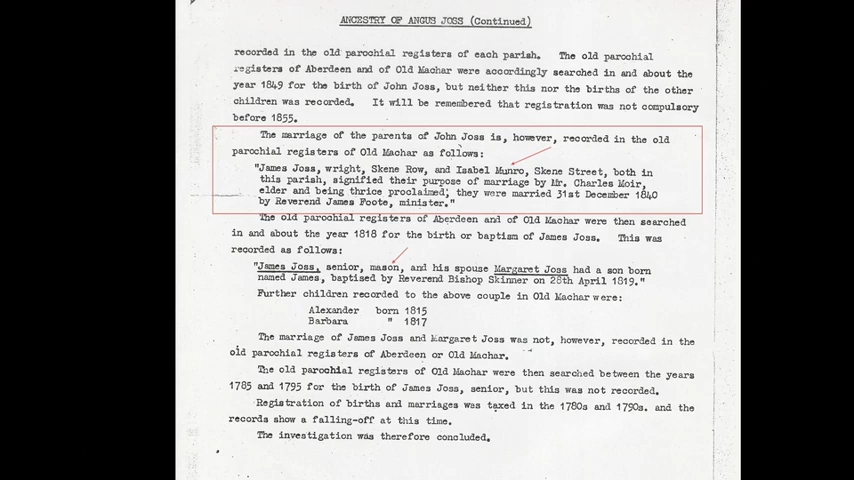 ANCESTRY OF ANGUS JOSS (Continued)
recorded in the old parochial registers of each parish. The old parochial
registers of Aberdeen and of Old Machar were accordingly searched in and about the
year 1849 for the birth of John Joss, but neither this nor the births of the other
children was recorded. It will be remembered that registration was not compulsory
before 1855.
The marriage of the parents of John Joss is, however, recorded in the old
parochial registers of Old Machar as follows:
"James Joss, wright, Skene Row, and Isabel Munro, Skene Street, both in
this parish, signified their purpose of marriage by Mr. Charles Moir,
elder and being thrice proclaimed; they were married 31st December 1840
by Reverend James Foote, minister."
The old parochial registers of Aberdeen and of Old Machar were then searched
in and about the year 1818 for the birth or baptism of James Joss. This was
recorded as follows:
"James Joss, senior, mason, and his spouse Margaret Joss had a son born
named James, baptised by Reverend Bishop Skinner on 28th April 1819."
Further children recorded to the above couple in Old Machar were:
Alexander born 1815
Barbara " 1817
The marriage of James Joss and Margaret Joss was not, however, recorded in the
old parochial registers of Aberdeen or Old Machar.
The old parochial registers of Old Machar were then searched between the years
1785 and 1795 for the birth of James Joss, senior, but this was not recorded.
Registration of births and marriages was taxed in the 1780s and 1790s. and the
records show a falling-off at this time.
The investigation was therefore concluded.